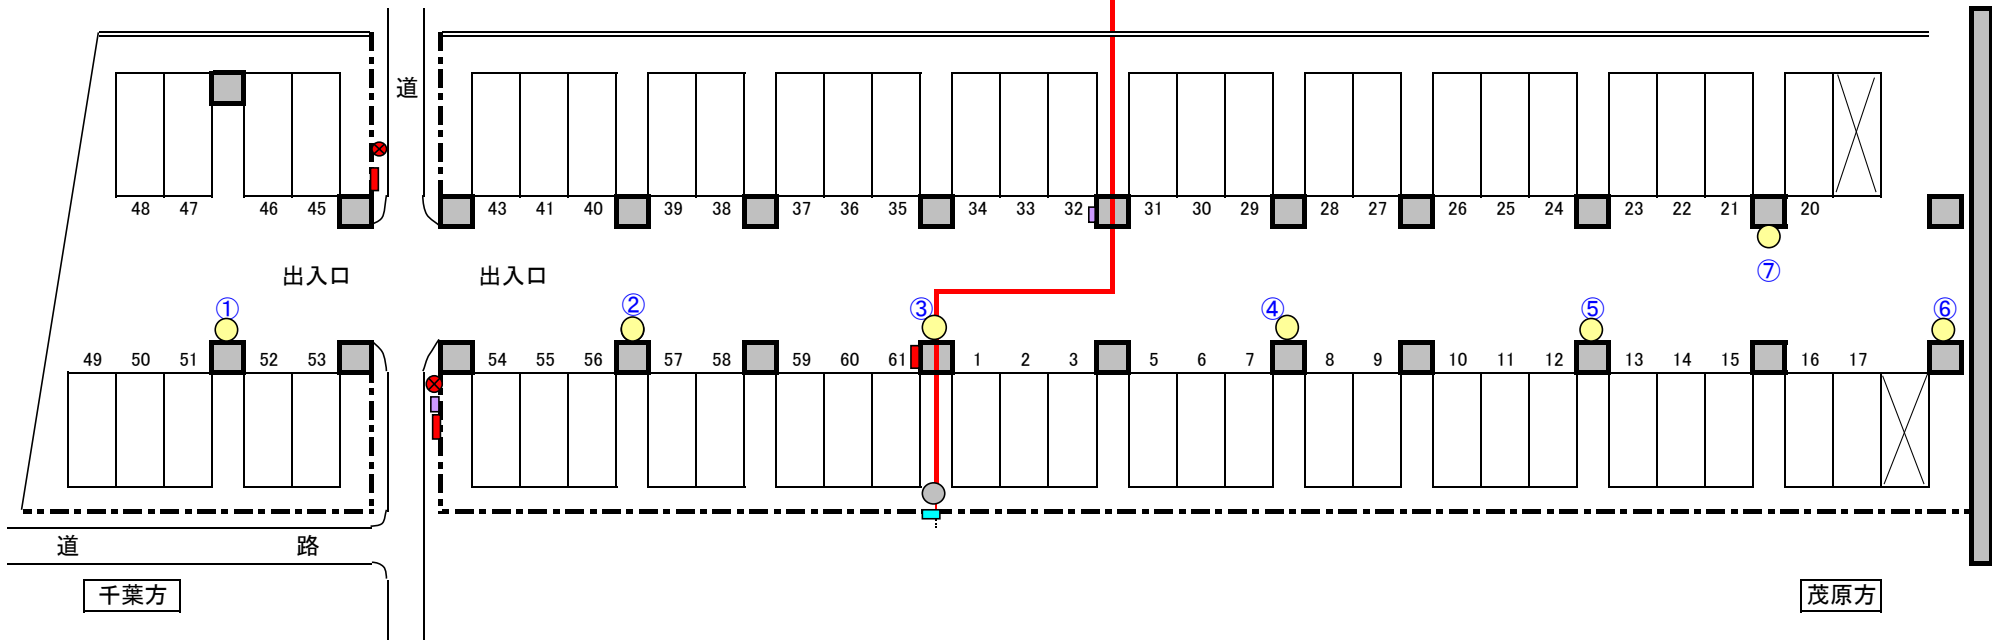 道
48 47 46 45 43 41 40 39 38 37 36 35 34 33 32 31 30 29 28 27 26 25 24 23 22 21 20
出入口 出入口 ⑦
① ② ③ ④ ⑤ ⑥
49 50 51 52 53 54 55 56 57 58 59 60 61 1 2 3 5 6 7 8 9 10 11 12 13 14 15 16 17
道 路
千葉方 茂原方